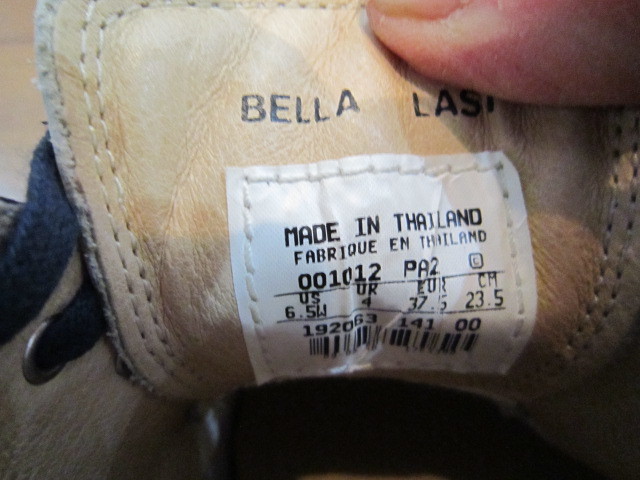 BELLA LAST
MADE IN THAILAND
FABRIQUE EN THAILAND
001012 PA2 C
US UK EUR CM
6.5W 4 37.5 23.5
192063 141 00